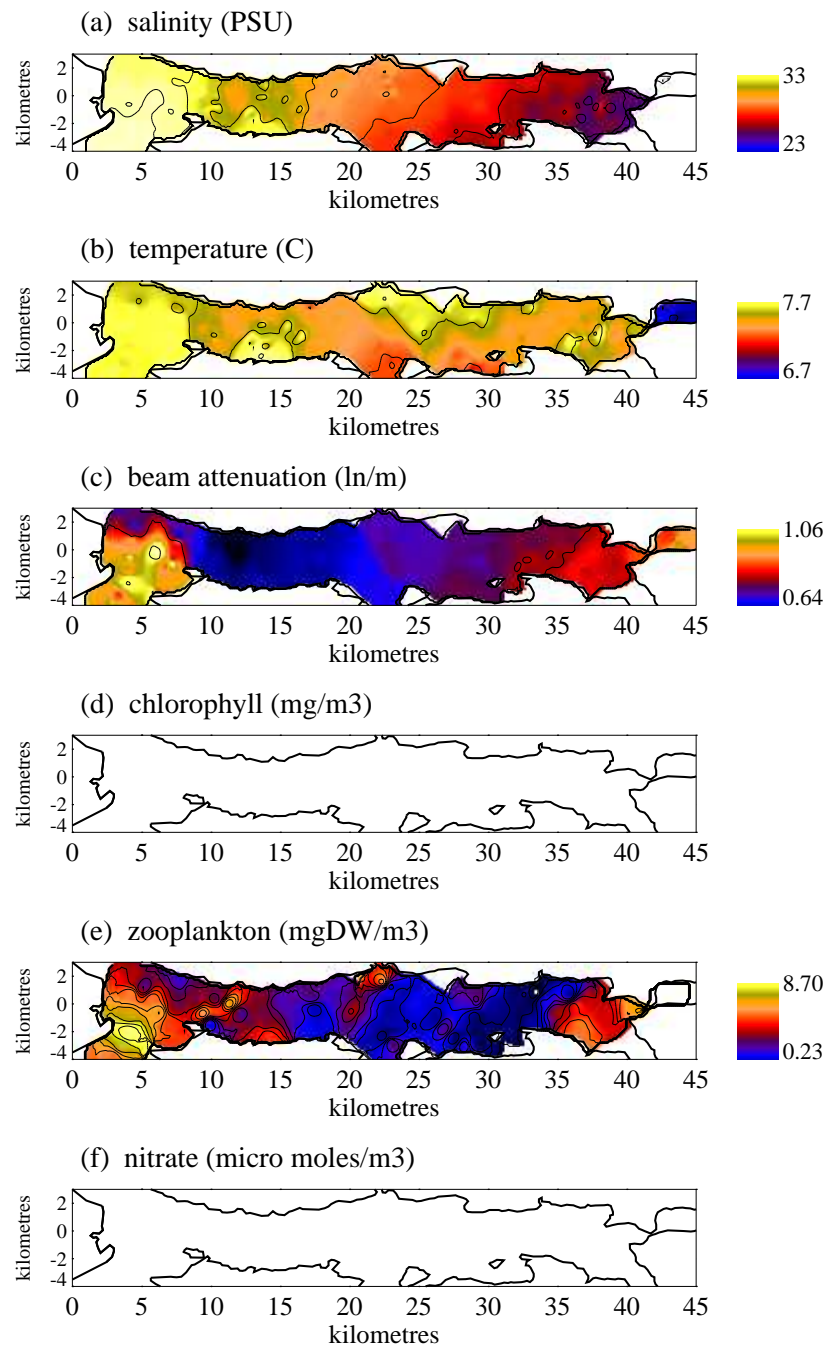 (a) salinity (PSU)
kilometres
2
0
-2
-4
0 5 10 15 20 25 30 35 40 45
kilometres
33
23
(b) temperature (C)
kilometres
2
0
-2
-4
0 5 10 15 20 25 30 35 40 45
kilometres
7.7
6.7
(c) beam attenuation (ln/m)
kilometres
2
0
-2
-4
0 5 10 15 20 25 30 35 40 45
kilometres
1.06
0.64
(d) chlorophyll (mg/m3)
kilometres
2
0
-2
-4
0 5 10 15 20 25 30 35 40 45
kilometres
(e) zooplankton (mgDW/m3)
kilometres
2
0
-2
-4
0 5 10 15 20 25 30 35 40 45
kilometres
8.70
0.23
(f) nitrate (micro moles/m3)
kilometres
2
0
-2
-4
0 5 10 15 20 25 30 35 40 45
kilometres